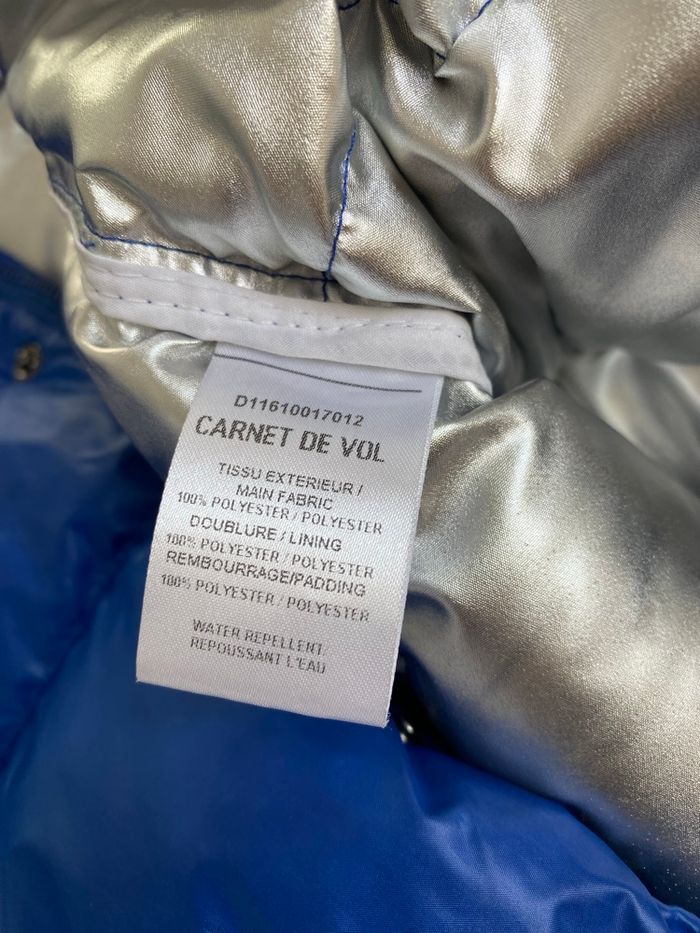 D11610017012
CARNET DE VOL
TISSU EXTERIEUR /
MAIN FABRIC
100% POLYESTER / POLYESTER
DOUBLURE / LINING
100% POLYESTER / POLYESTER
REMBOURRAGE/PADDING
100% POLYESTER / POLYESTER
WATER REPELLENT.
REPOUSSANT L'EAU